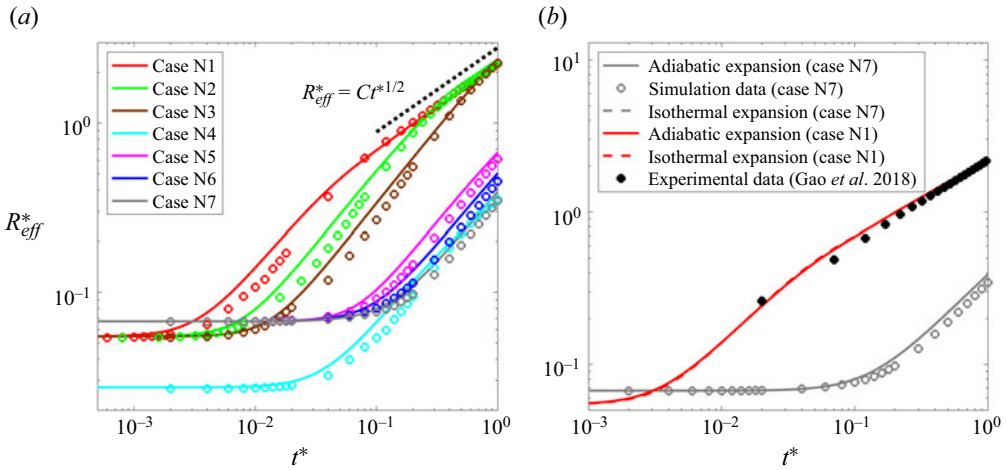 (a)
Case N1
Case N2
Case N3
Case N4
Case N5
Case N6
Case N7
R*eff = Ct*1/2
10^0
10^−1
R*eff
10^−3 10^−2 10^−1 10^0
t*
(b)
Adiabatic expansion (case N7)
Simulation data (case N7)
Isothermal expansion (case N7)
Adiabatic expansion (case N1)
Isothermal expansion (case N1)
Experimental data (Gao et al. 2018)
10^1
10^0
10^−1
10^−3 10^−2 10^−1 10^0
t*